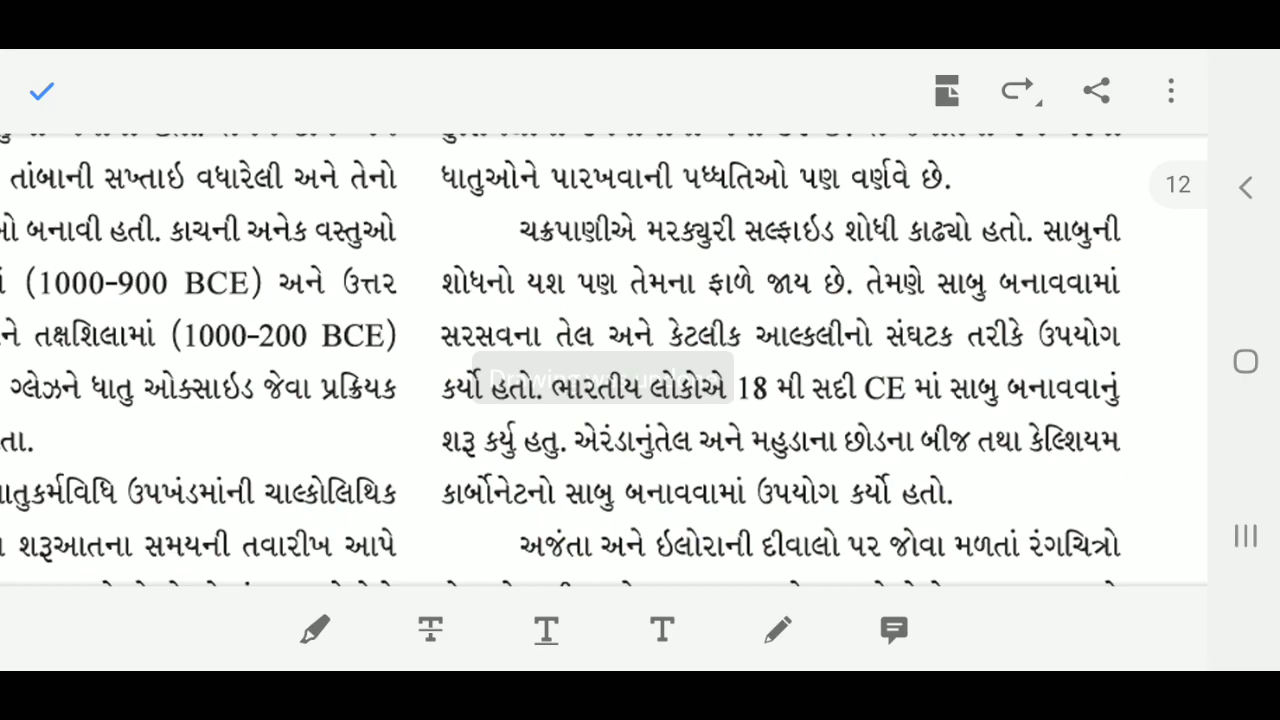 12
તાંબાની સખ્તાઇ વધારેલી અને તેનો
બનાવી હતી. કાચની અનેક વસ્તુઓ
(1000-900 BCE) અને ઉત્તર
તક્ષશિલામાં (1000-200 BCE)
ગ્લેઝને ધાતુ ઓક્સાઇડ જેવા પ્રક્રિયક
તા.
ાતુકર્મવિધિ ઉપખંડમાંની ચાલ્કોલિથિક
શરૂઆતના સમયની તવારીખ આપે
ધાતુઓને પારખવાની પધ્ધતિઓ પણ વર્ણવે છે.
ચક્રપાણીએ મરક્યુરી સલ્ફાઇડ શોધી કાઢ્યો હતો. સાબુની
શોધનો યશ પણ તેમના ફાળે જાય છે. તેમણે સાબુ બનાવવામાં
સરસવના તેલ અને કેટલીક આલ્કલીનો સંઘટક તરીકે ઉપયોગ
કર્યો હતો. ભારતીય લોકોએ 18 મી સદી CE માં સાબુ બનાવવાનું
શરૂ કર્યુ હતુ. એરંડાનુંતેલ અને મહુડાના છોડના બીજ તથા કેલ્શિયમ
કાર્બોનેટનો સાબુ બનાવવામાં ઉપયોગ કર્યો હતો.
અજંતા અને ઇલોરાની દીવાલો પર જોવા મળતાં રંગચિત્રો